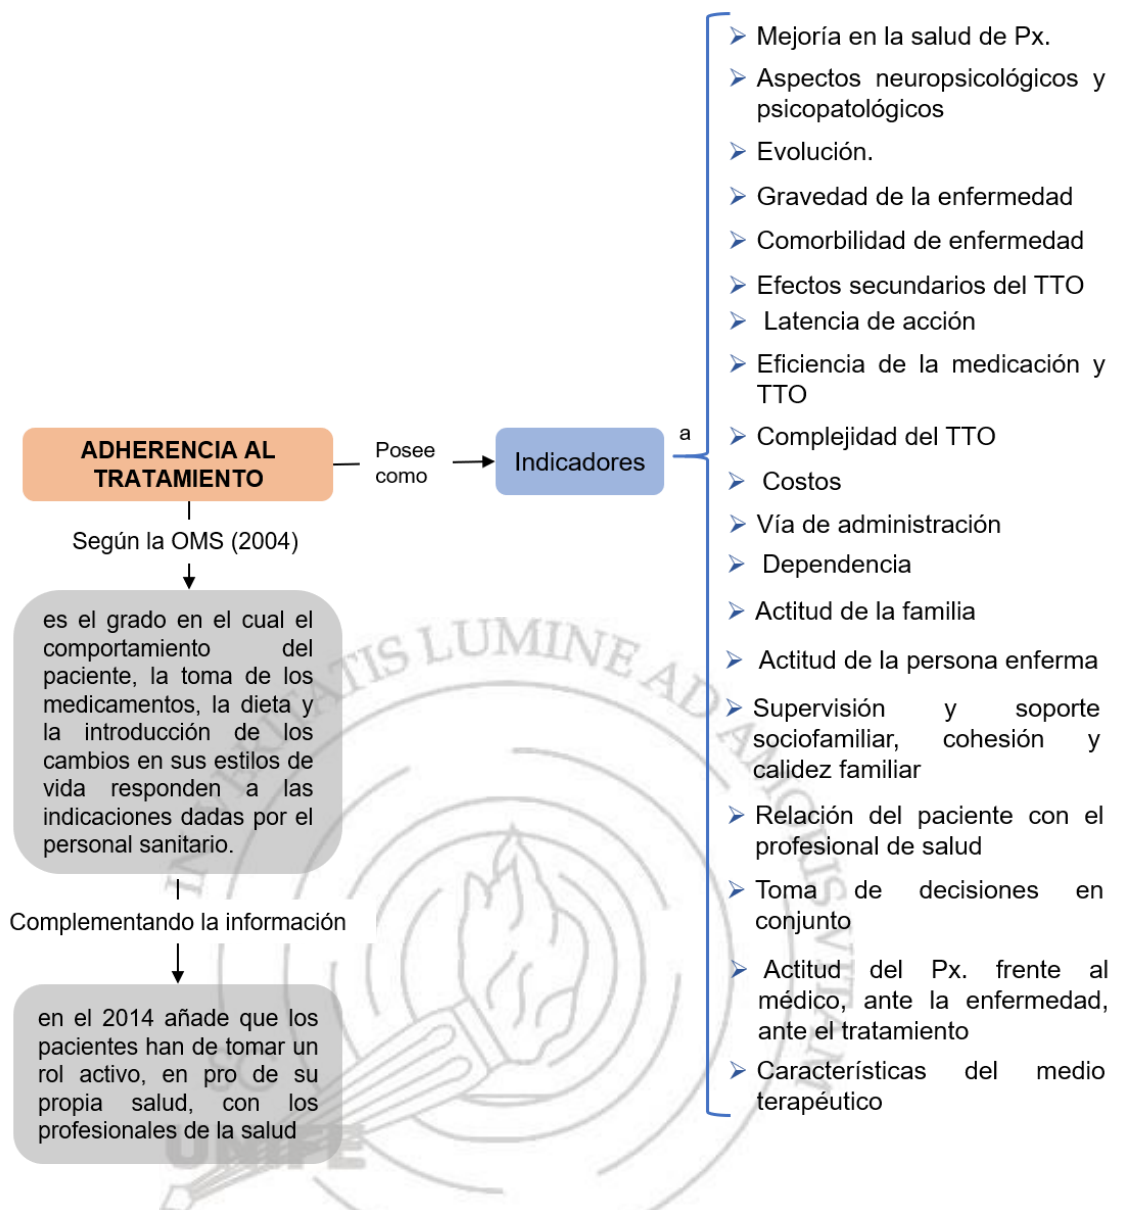 ADHERENCIA AL
TRATAMIENTO
Posee
como
Indicadores
a
Según la OMS (2004)
es el grado en el cual el
comportamiento del
paciente, la toma de los
medicamentos, la dieta y
la introducción de los
cambios en sus estilos de
vida responden a las
indicaciones dadas por el
personal sanitario.
Complementando la información
en el 2014 añade que los
pacientes han de tomar un
rol activo, en pro de su
propia salud, con los
profesionales de la salud
Mejoría en la salud de Px.
Aspectos neuropsicológicos y
psicopatológicos
Evolución.
Gravedad de la enfermedad
Comorbilidad de enfermedad
Efectos secundarios del TTO
Latencia de acción
Eficiencia de la medicación y
TTO
Complejidad del TTO
Costos
Vía de administración
Dependencia
Actitud de la familia
Actitud de la persona enferma
Supervisión y soporte
sociofamiliar, cohesión y
calidez familiar
Relación del paciente con el
profesional de salud
Toma de decisiones en
conjunto
Actitud del Px. frente al
médico, ante la enfermedad,
ante el tratamiento
Características del medio
terapéutico
LUMINE AD
UNIFE